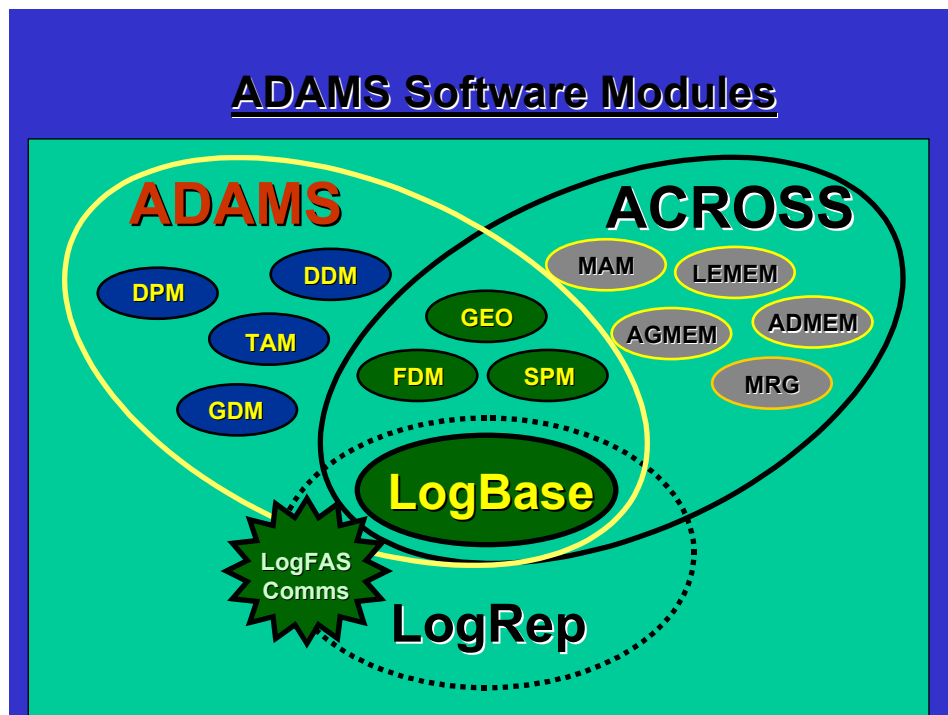 ADAMS Software Modules
ADAMS
ACROSS
MAM
LEMEM
DPM
DDM
GEO
AGMEM
ADMEM
TAM
FDM
SPM
MRG
GDM
LogBase
LogFAS
Comms
LogRep